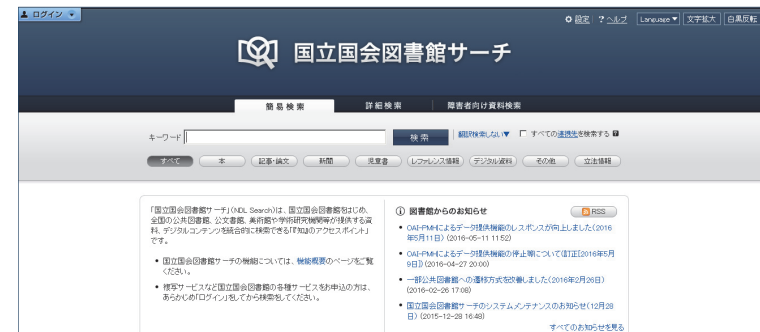 ログイン
設定 ? ヘルプ Language▼ 文字拡大 白黒反転
国立国会図書館サーチ
簡易検索 詳細検索 障害者向け資料検索
キーワード 検索 翻訳検索しない▼ すべての連携先を検索する
すべて 本 記事・論文 新聞 児童書 レファレンス情報 デジタル資料 その他 立法情報
「国立国会図書館サーチ」(NDL Search)は、国立国会図書館をはじめ、
全国の公共図書館、公文書館、美術館や学術研究機関等が提供する資
料、デジタルコンテンツを統合的に検索できる「知のアクセスポイント」
です。
• 国立国会図書館サーチの機能については、機能概要のページをご覧
ください。
• 複写サービスなど国立国会図書館の各種サービスをお申込の方は、
あらかじめ「ログイン」をしてから検索をしてください。
図書館からのお知らせ RSS
• OAI-PMHによるデータ提供機能のレスポンスが向上しました(2016
年5月11日) (2016-05-11 11:52)
• OAI-PMHによるデータ提供機能の停止期について(訂正[2016年5月
9日]) (2016-04-27 20:00)
• 一部公共図書館への遷移方式を改善しました(2016年2月26日)
(2016-02-26 17:08)
• 国立国会図書館サーチのシステムメンテナンスのお知らせ(12月28
日) (2015-12-28 16:48)
すべてのお知らせを見る